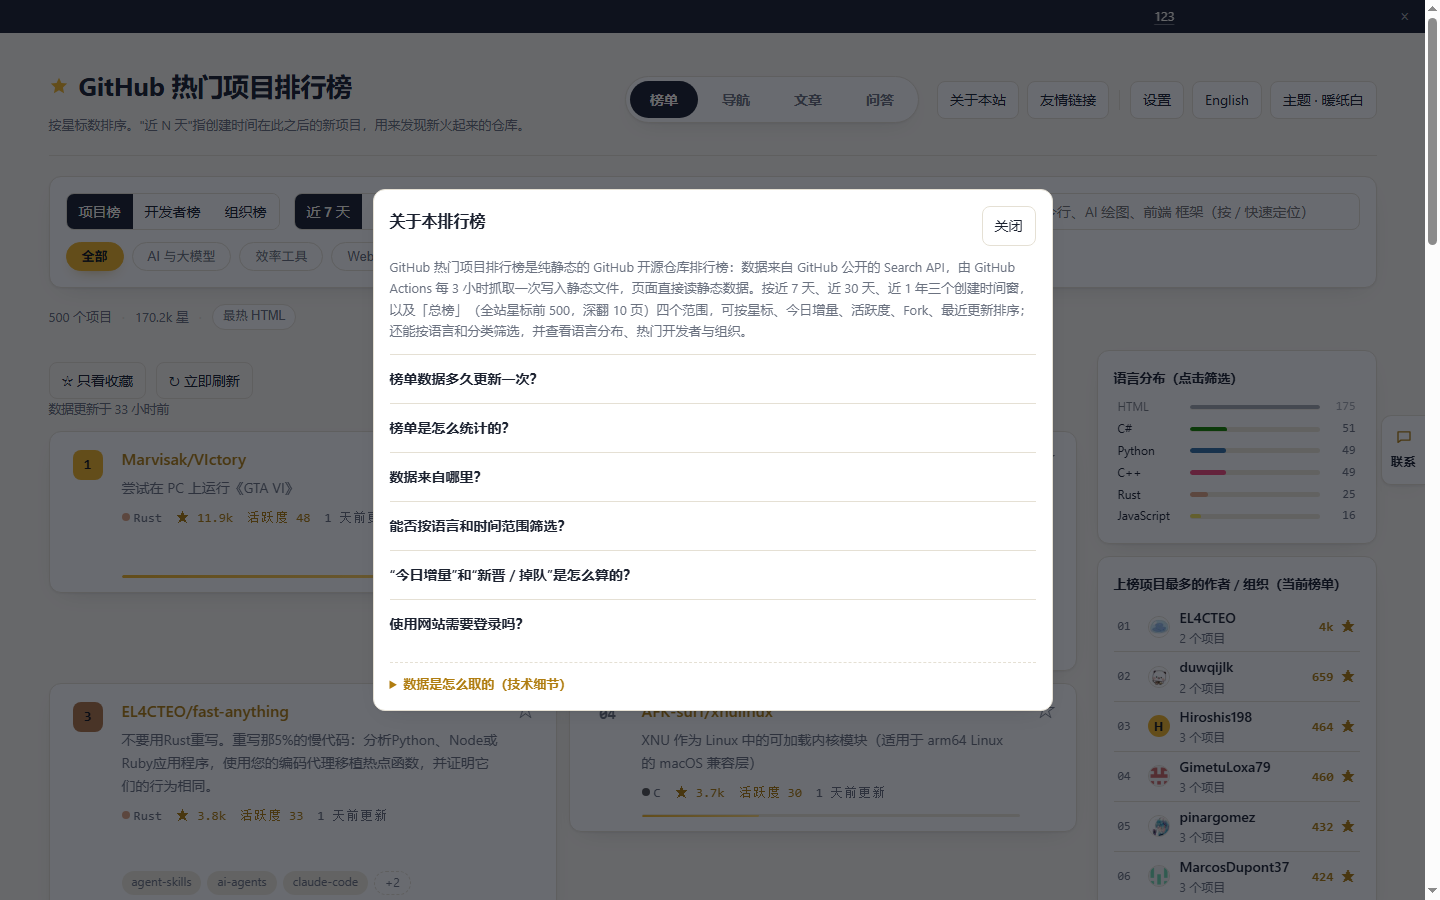 123 ×
★ GitHub 热门项目排行榜
按星标数排序。"近 N 天"指创建时间在此之后的新项目，用来发现新火起来的仓库。
榜单 导航 文章 问答 关于本站 友情链接 设置 English 主题 · 暖纸白
项目榜 开发者榜 组织榜 近 7 天
行、AI 绘图、前端 框架（按 / 快速定位）
全部 AI 与大模型 效率工具 Web
500 个项目 · 170.2k 星 · 最热 HTML
☆ 只看收藏 ↻ 立即刷新
数据更新于 33 小时前
1 Marvisak/VIctory
尝试在 PC 上运行《GTA VI》
Rust ★ 11.9k 活跃度 48 1 天前更
3 EL4CTEO/fast-anything
不要用Rust重写。重写那5%的慢代码：分析Python、Node或
Ruby应用程序，使用您的编码代理移植热点函数，并证明它
们的行为相同。
Rust ★ 3.8k 活跃度 33 1 天前更新
agent-skills ai-agents claude-code +2
关于本排行榜 关闭
GitHub 热门项目排行榜是纯静态的 GitHub 开源仓库排行榜：数据来自 GitHub 公开的 Search API，由 GitHub
Actions 每 3 小时抓取一次写入静态文件，页面直接读静态数据。按近 7 天、近 30 天、近 1 年三个创建时间窗，
以及「总榜」（全站星标前 500，深翻 10 页）四个范围，可按星标、今日增量、活跃度、Fork、最近更新排序；
还能按语言和分类筛选，并查看语言分布、热门开发者与组织。
榜单数据多久更新一次？
榜单是怎么统计的？
数据来自哪里？
能否按语言和时间范围筛选？
“今日增量”和“新晋 / 掉队”是怎么算的？
使用网站需要登录吗？
▶ 数据是怎么取的（技术细节）
04 AFK-surf/xnulinux
XNU 作为 Linux 中的可加载内核模块（适用于 arm64 Linux
的 macOS 兼容层）
C ★ 3.7k 活跃度 30 1 天前更新
语言分布（点击筛选）
HTML 175
C# 51
Python 49
C++ 49
Rust 25
JavaScript 16
联系
上榜项目最多的作者 / 组织（当前榜单）
01 EL4CTEO 4k ★
2 个项目
02 duwqijlk 659 ★
2 个项目
03 H Hiroshis198 464 ★
3 个项目
04 GimetuLoxa79 460 ★
3 个项目
05 pinargomez 432 ★
3 个项目
06 MarcosDupont37 424 ★
3 个项目